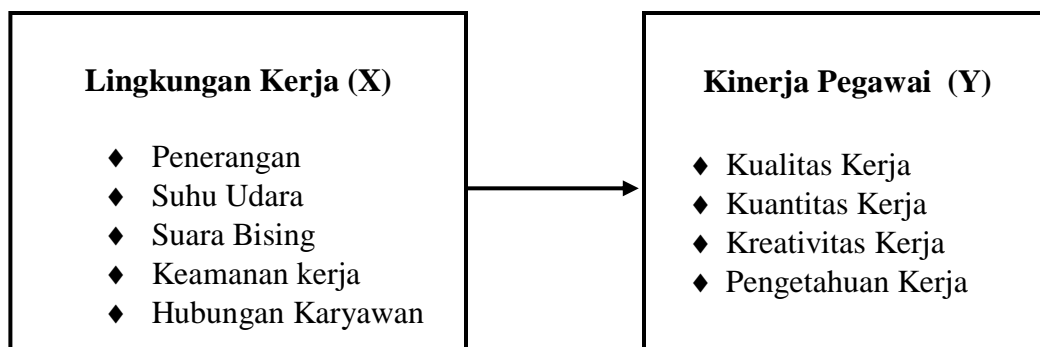 Lingkungan Kerja (X)
♦ Penerangan
♦ Suhu Udara
♦ Suara Bising
♦ Keamanan kerja
♦ Hubungan Karyawan
Kinerja Pegawai (Y)
♦ Kualitas Kerja
♦ Kuantitas Kerja
♦ Kreativitas Kerja
♦ Pengetahuan Kerja